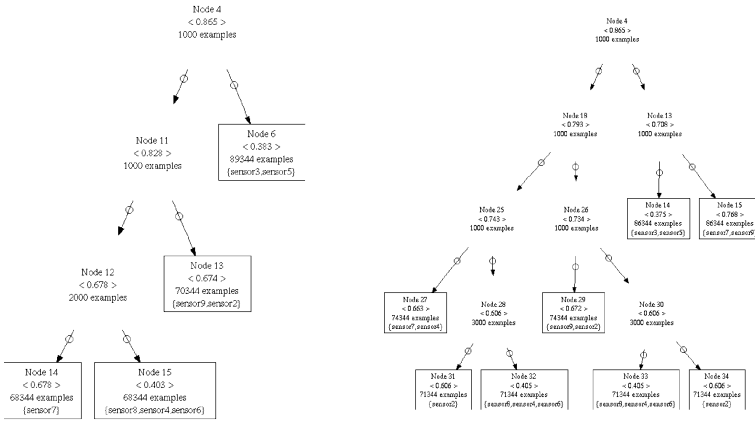 Node 4
< 0.865 >
1000 examples
Node 6
< 0.383 >
89344 examples
{sensor3,sensor5}
Node 11
< 0.828 >
1000 examples
Node 13
< 0.674 >
70344 examples
{sensor9,sensor2}
Node 12
< 0.678 >
2000 examples
Node 14
< 0.678 >
68344 examples
{sensor7}
Node 15
< 0.403 >
68344 examples
{sensor8,sensor4,sensor6}
Node 4
< 0.865 >
1000 examples
Node 18
< 0.793 >
1000 examples
Node 13
< 0.708 >
1000 examples
Node 25
< 0.743 >
1000 examples
Node 26
< 0.734 >
1000 examples
Node 14
< 0.375 >
86344 examples
{sensor3,sensor5}
Node 15
< 0.768 >
86344 examples
{sensor7,sensor9}
Node 27
< 0.663 >
74344 examples
{sensor7,sensor4}
Node 28
< 0.606 >
3000 examples
Node 29
< 0.672 >
74344 examples
{sensor9,sensor2}
Node 30
< 0.606 >
3000 examples
Node 31
< 0.606 >
71344 examples
{sensor2}
Node 32
< 0.405 >
71344 examples
{sensor8,sensor4,sensor6}
Node 33
< 0.405 >
71344 examples
{sensor8,sensor4,sensor6}
Node 34
< 0.606 >
71344 examples
{sensor2}